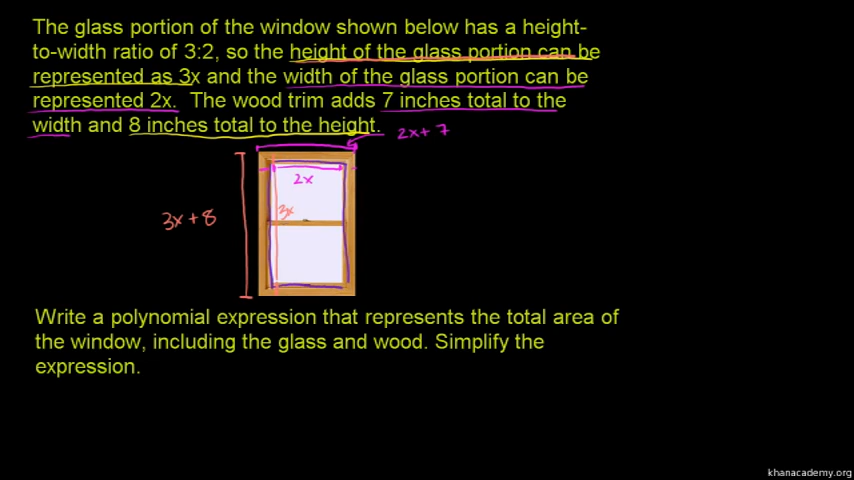 The glass portion of the window shown below has a height-
to-width ratio of 3:2, so the height of the glass portion can be
represented as 3x and the width of the glass portion can be
represented 2x. The wood trim adds 7 inches total to the
width and 8 inches total to the height.
2x+7
2x
3x
3x+8
Write a polynomial expression that represents the total area of
the window, including the glass and wood. Simplify the
expression.
khanacademy.org